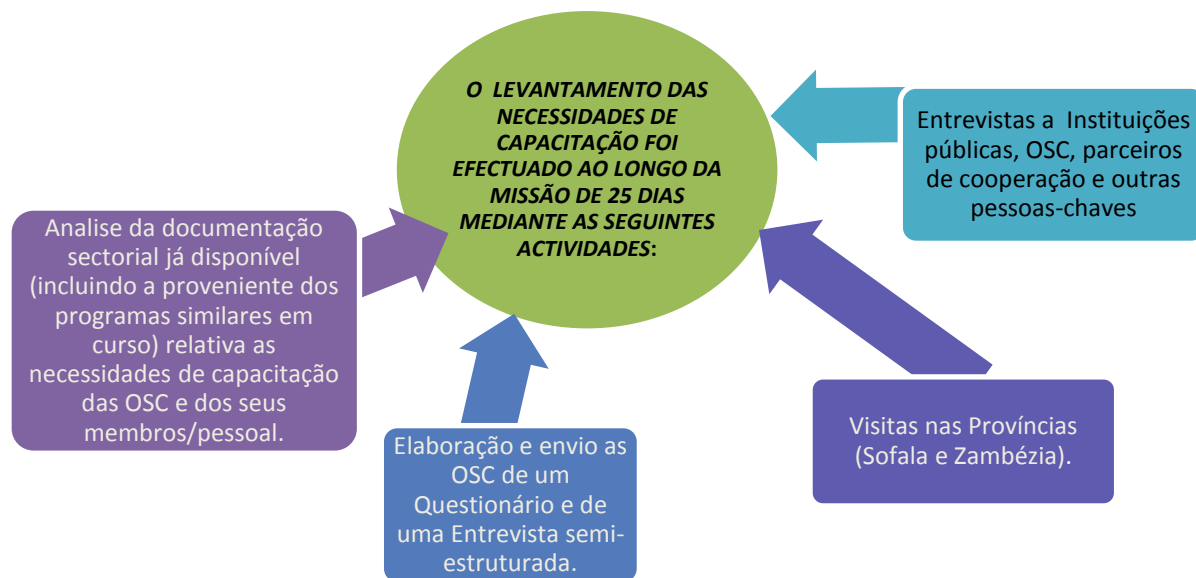 O LEVANTAMENTO DAS
NECESSIDADES DE
CAPACITAÇÃO FOI
EFECTUADO AO LONGO DA
MISSÃO DE 25 DIAS
MEDIANTE AS SEGUINTES
ACTIVIDADES:
Analise da documentação
sectorial já disponível
(incluindo a proveniente dos
programas similares em
curso) relativa as
necessidades de capacitação
das OSC e dos seus
membros/pessoal.
Elaboração e envio as
OSC de um
Questionário e de
uma Entrevista semi-
estruturada.
Visitas nas Províncias
(Sofala e Zambézia).
Entrevistas a Instituições
públicas, OSC, parceiros
de cooperação e outras
pessoas-chaves